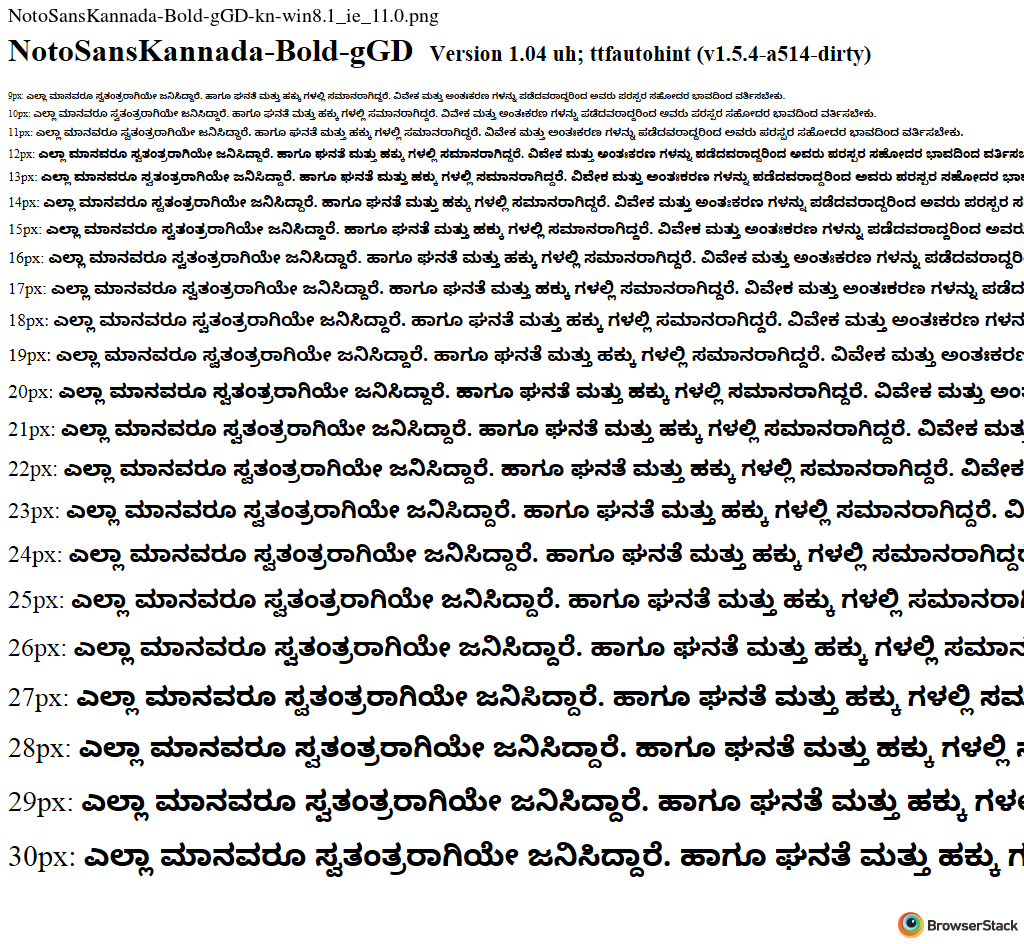 NotoSansKannada-Bold-gGD-kn-win8.1_ie_11.0.png
NotoSansKannada-Bold-gGD Version 1.04 uh; ttfautohint (v1.5.4-a514-dirty)
9px: ಎಲ್ಲಾ ಮಾನವರೂ ಸ್ವತಂತ್ರರಾಗಿಯೇ ಜನಿಸಿದ್ದಾರೆ. ಹಾಗೂ ಘನತೆ ಮತ್ತು ಹಕ್ಕು ಗಳಲ್ಲಿ ಸಮಾನರಾಗಿದ್ದರೆ. ವಿವೇಕ ಮತ್ತು ಅಂತಃಕರಣ ಗಳನ್ನು ಪಡೆದವರಾದ್ದರಿಂದ ಅವರು ಪರಸ್ಪರ ಸಹೋದರ ಭಾವದಿಂದ ವರ್ತಿಸಬೇಕು.
10px: ಎಲ್ಲಾ ಮಾನವರೂ ಸ್ವತಂತ್ರರಾಗಿಯೇ ಜನಿಸಿದ್ದಾರೆ. ಹಾಗೂ ಘನತೆ ಮತ್ತು ಹಕ್ಕು ಗಳಲ್ಲಿ ಸಮಾನರಾಗಿದ್ದರೆ. ವಿವೇಕ ಮತ್ತು ಅಂತಃಕರಣ ಗಳನ್ನು ಪಡೆದವರಾದ್ದರಿಂದ ಅವರು ಪರಸ್ಪರ ಸಹೋದರ ಭಾವದಿಂದ ವರ್ತಿಸಬೇಕು.
11px: ಎಲ್ಲಾ ಮಾನವರೂ ಸ್ವತಂತ್ರರಾಗಿಯೇ ಜನಿಸಿದ್ದಾರೆ. ಹಾಗೂ ಘನತೆ ಮತ್ತು ಹಕ್ಕು ಗಳಲ್ಲಿ ಸಮಾನರಾಗಿದ್ದರೆ. ವಿವೇಕ ಮತ್ತು ಅಂತಃಕರಣ ಗಳನ್ನು ಪಡೆದವರಾದ್ದರಿಂದ ಅವರು ಪರಸ್ಪರ ಸಹೋದರ ಭಾವದಿಂದ ವರ್ತಿಸಬೇಕು.
12px: ಎಲ್ಲಾ ಮಾನವರೂ ಸ್ವತಂತ್ರರಾಗಿಯೇ ಜನಿಸಿದ್ದಾರೆ. ಹಾಗೂ ಘನತೆ ಮತ್ತು ಹಕ್ಕು ಗಳಲ್ಲಿ ಸಮಾನರಾಗಿದ್ದರೆ. ವಿವೇಕ ಮತ್ತು ಅಂತಃಕರಣ ಗಳನ್ನು ಪಡೆದವರಾದ್ದರಿಂದ ಅವರು ಪರಸ್ಪರ ಸಹೋದರ ಭಾವದಿಂದ ವರ್ತಿಸ
13px: ಎಲ್ಲಾ ಮಾನವರೂ ಸ್ವತಂತ್ರರಾಗಿಯೇ ಜನಿಸಿದ್ದಾರೆ. ಹಾಗೂ ಘನತೆ ಮತ್ತು ಹಕ್ಕು ಗಳಲ್ಲಿ ಸಮಾನರಾಗಿದ್ದರೆ. ವಿವೇಕ ಮತ್ತು ಅಂತಃಕರಣ ಗಳನ್ನು ಪಡೆದವರಾದ್ದರಿಂದ ಅವರು ಪರಸ್ಪರ ಸಹೋದರ ಭಾವ
14px: ಎಲ್ಲಾ ಮಾನವರೂ ಸ್ವತಂತ್ರರಾಗಿಯೇ ಜನಿಸಿದ್ದಾರೆ. ಹಾಗೂ ಘನತೆ ಮತ್ತು ಹಕ್ಕು ಗಳಲ್ಲಿ ಸಮಾನರಾಗಿದ್ದರೆ. ವಿವೇಕ ಮತ್ತು ಅಂತಃಕರಣ ಗಳನ್ನು ಪಡೆದವರಾದ್ದರಿಂದ ಅವರು ಪರಸ್ಪರ ಸ
15px: ಎಲ್ಲಾ ಮಾನವರೂ ಸ್ವತಂತ್ರರಾಗಿಯೇ ಜನಿಸಿದ್ದಾರೆ. ಹಾಗೂ ಘನತೆ ಮತ್ತು ಹಕ್ಕು ಗಳಲ್ಲಿ ಸಮಾನರಾಗಿದ್ದರೆ. ವಿವೇಕ ಮತ್ತು ಅಂತಃಕರಣ ಗಳನ್ನು ಪಡೆದವರಾದ್ದರಿಂದ ಅವರು
16px: ಎಲ್ಲಾ ಮಾನವರೂ ಸ್ವತಂತ್ರರಾಗಿಯೇ ಜನಿಸಿದ್ದಾರೆ. ಹಾಗೂ ಘನತೆ ಮತ್ತು ಹಕ್ಕು ಗಳಲ್ಲಿ ಸಮಾನರಾಗಿದ್ದರೆ. ವಿವೇಕ ಮತ್ತು ಅಂತಃಕರಣ ಗಳನ್ನು ಪಡೆದವರಾದ್ದರಿ
17px: ಎಲ್ಲಾ ಮಾನವರೂ ಸ್ವತಂತ್ರರಾಗಿಯೇ ಜನಿಸಿದ್ದಾರೆ. ಹಾಗೂ ಘನತೆ ಮತ್ತು ಹಕ್ಕು ಗಳಲ್ಲಿ ಸಮಾನರಾಗಿದ್ದರೆ. ವಿವೇಕ ಮತ್ತು ಅಂತಃಕರಣ ಗಳನ್ನು ಪಡೆದ
18px: ಎಲ್ಲಾ ಮಾನವರೂ ಸ್ವತಂತ್ರರಾಗಿಯೇ ಜನಿಸಿದ್ದಾರೆ. ಹಾಗೂ ಘನತೆ ಮತ್ತು ಹಕ್ಕು ಗಳಲ್ಲಿ ಸಮಾನರಾಗಿದ್ದರೆ. ವಿವೇಕ ಮತ್ತು ಅಂತಃಕರಣ ಗಳನ
19px: ಎಲ್ಲಾ ಮಾನವರೂ ಸ್ವತಂತ್ರರಾಗಿಯೇ ಜನಿಸಿದ್ದಾರೆ. ಹಾಗೂ ಘನತೆ ಮತ್ತು ಹಕ್ಕು ಗಳಲ್ಲಿ ಸಮಾನರಾಗಿದ್ದರೆ. ವಿವೇಕ ಮತ್ತು ಅಂತಃಕರಣ
20px: ಎಲ್ಲಾ ಮಾನವರೂ ಸ್ವತಂತ್ರರಾಗಿಯೇ ಜನಿಸಿದ್ದಾರೆ. ಹಾಗೂ ಘನತೆ ಮತ್ತು ಹಕ್ಕು ಗಳಲ್ಲಿ ಸಮಾನರಾಗಿದ್ದರೆ. ವಿವೇಕ ಮತ್ತು ಅಂತ
21px: ಎಲ್ಲಾ ಮಾನವರೂ ಸ್ವತಂತ್ರರಾಗಿಯೇ ಜನಿಸಿದ್ದಾರೆ. ಹಾಗೂ ಘನತೆ ಮತ್ತು ಹಕ್ಕು ಗಳಲ್ಲಿ ಸಮಾನರಾಗಿದ್ದರೆ. ವಿವೇಕ ಮತ್ತು
22px: ಎಲ್ಲಾ ಮಾನವರೂ ಸ್ವತಂತ್ರರಾಗಿಯೇ ಜನಿಸಿದ್ದಾರೆ. ಹಾಗೂ ಘನತೆ ಮತ್ತು ಹಕ್ಕು ಗಳಲ್ಲಿ ಸಮಾನರಾಗಿದ್ದರೆ. ವಿವೇಕ
23px: ಎಲ್ಲಾ ಮಾನವರೂ ಸ್ವತಂತ್ರರಾಗಿಯೇ ಜನಿಸಿದ್ದಾರೆ. ಹಾಗೂ ಘನತೆ ಮತ್ತು ಹಕ್ಕು ಗಳಲ್ಲಿ ಸಮಾನರಾಗಿದ್ದರೆ. ವಿ
24px: ಎಲ್ಲಾ ಮಾನವರೂ ಸ್ವತಂತ್ರರಾಗಿಯೇ ಜನಿಸಿದ್ದಾರೆ. ಹಾಗೂ ಘನತೆ ಮತ್ತು ಹಕ್ಕು ಗಳಲ್ಲಿ ಸಮಾನರಾಗಿದ್ದರೆ
25px: ಎಲ್ಲಾ ಮಾನವರೂ ಸ್ವತಂತ್ರರಾಗಿಯೇ ಜನಿಸಿದ್ದಾರೆ. ಹಾಗೂ ಘನತೆ ಮತ್ತು ಹಕ್ಕು ಗಳಲ್ಲಿ ಸಮಾನರಾಗಿ
26px: ಎಲ್ಲಾ ಮಾನವರೂ ಸ್ವತಂತ್ರರಾಗಿಯೇ ಜನಿಸಿದ್ದಾರೆ. ಹಾಗೂ ಘನತೆ ಮತ್ತು ಹಕ್ಕು ಗಳಲ್ಲಿ ಸಮಾನ
27px: ಎಲ್ಲಾ ಮಾನವರೂ ಸ್ವತಂತ್ರರಾಗಿಯೇ ಜನಿಸಿದ್ದಾರೆ. ಹಾಗೂ ಘನತೆ ಮತ್ತು ಹಕ್ಕು ಗಳಲ್ಲಿ ಸಮ
28px: ಎಲ್ಲಾ ಮಾನವರೂ ಸ್ವತಂತ್ರರಾಗಿಯೇ ಜನಿಸಿದ್ದಾರೆ. ಹಾಗೂ ಘನತೆ ಮತ್ತು ಹಕ್ಕು ಗಳಲ್ಲಿ
29px: ಎಲ್ಲಾ ಮಾನವರೂ ಸ್ವತಂತ್ರರಾಗಿಯೇ ಜನಿಸಿದ್ದಾರೆ. ಹಾಗೂ ಘನತೆ ಮತ್ತು ಹಕ್ಕು ಗಳ
30px: ಎಲ್ಲಾ ಮಾನವರೂ ಸ್ವತಂತ್ರರಾಗಿಯೇ ಜನಿಸಿದ್ದಾರೆ. ಹಾಗೂ ಘನತೆ ಮತ್ತು ಹಕ್ಕು ಗ
BrowserStack